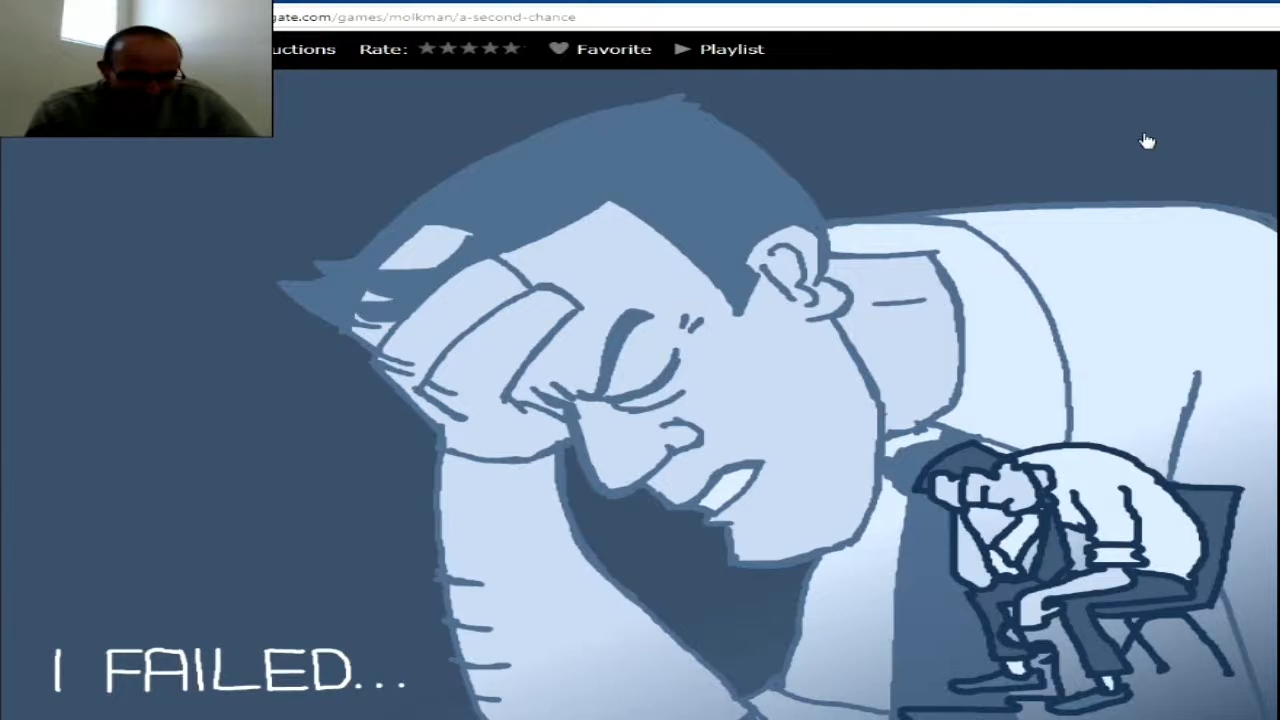 gate.com/games/molkman/a-second-chance
uctions Rate: Favorite Playlist
I FAILED...